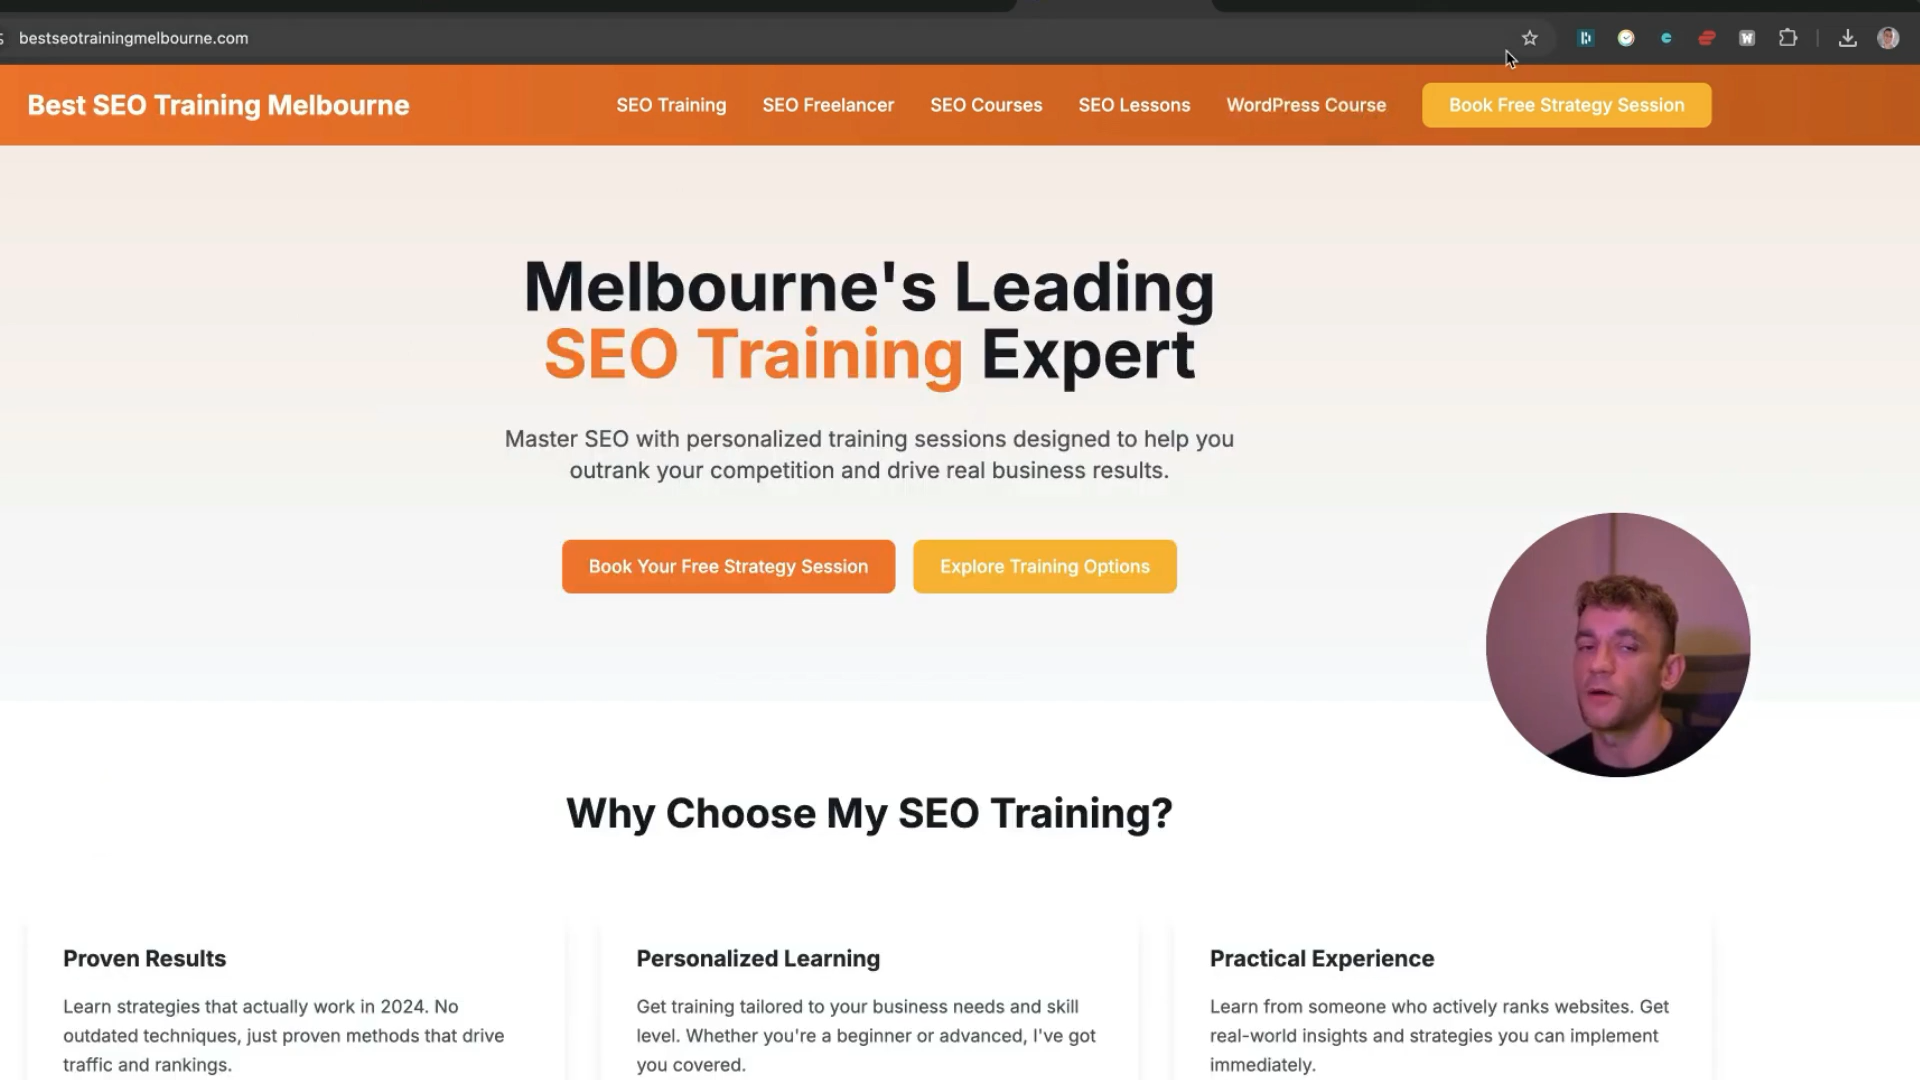 bestseotrainingmelbourne.com
Best SEO Training Melbourne
SEO Training
SEO Freelancer
SEO Courses
SEO Lessons
WordPress Course
Book Free Strategy Session
Melbourne's Leading
SEO Training Expert
Master SEO with personalized training sessions designed to help you
outrank your competition and drive real business results.
Book Your Free Strategy Session
Explore Training Options
Why Choose My SEO Training?
Proven Results
Learn strategies that actually work in 2024. No
outdated techniques, just proven methods that drive
traffic and rankings.
Personalized Learning
Get training tailored to your business needs and skill
level. Whether you're a beginner or advanced, I've got
you covered.
Practical Experience
Learn from someone who actively ranks websites. Get
real-world insights and strategies you can implement
immediately.